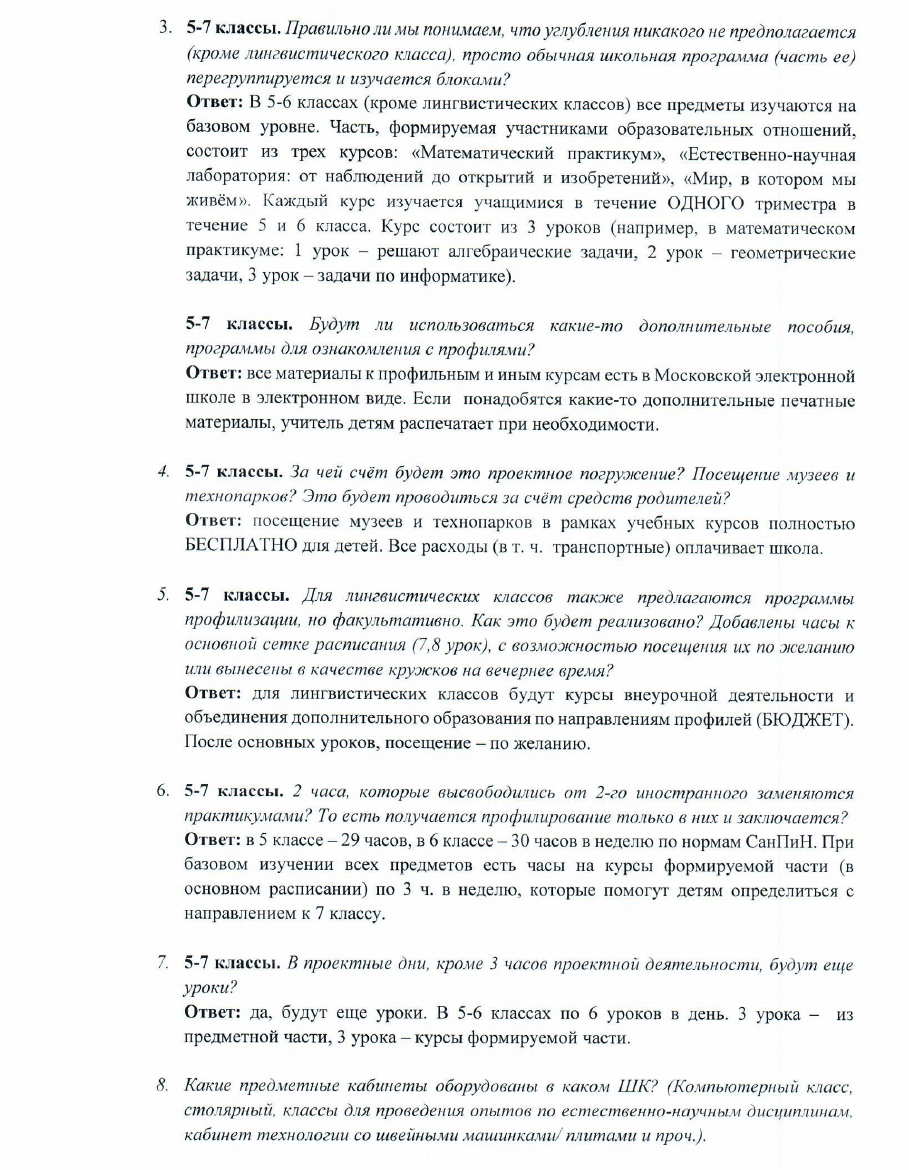 3. 5-7 классы. Правильно ли мы понимаем, что углубления никакого не предполагается
(кроме лингвистического класса), просто обычная школьная программа (часть ее)
перегруппируется и изучается блоками?
Ответ: В 5-6 классах (кроме лингвистических классов) все предметы изучаются на
базовом уровне. Часть, формируемая участниками образовательных отношений,
состоит из трех курсов: «Математический практикум», «Естественно-научная
лаборатория: от наблюдений до открытий и изобретений», «Мир, в котором мы
живём». Каждый курс изучается учащимися в течение ОДНОГО триместра в
течение 5 и 6 класса. Курс состоит из 3 уроков (например, в математическом
практикуме: 1 урок – решают алгебраические задачи, 2 урок – геометрические
задачи, 3 урок – задачи по информатике).
5-7 классы. Будут ли использоваться какие-то дополнительные пособия,
программы для ознакомления с профилями?
Ответ: все материалы к профильным и иным курсам есть в Московской электронной
школе в электронном виде. Если понадобятся какие-то дополнительные печатные
материалы, учитель детям распечатает при необходимости.
4. 5-7 классы. За чей счёт будет это проектное погружение? Посещение музеев и
технопарков? Это будет проводиться за счёт средств родителей?
Ответ: посещение музеев и технопарков в рамках учебных курсов полностью
БЕСПЛАТНО для детей. Все расходы (в т. ч. транспортные) оплачивает школа.
5. 5-7 классы. Для лингвистических классов также предлагаются программы
профилизации, но факультативно. Как это будет реализовано? Добавлены часы к
основной сетке расписания (7,8 урок), с возможностью посещения их по желанию
или вынесены в качестве кружков на вечернее время?
Ответ: для лингвистических классов будут курсы внеурочной деятельности и
объединения дополнительного образования по направлениям профилей (БЮДЖЕТ).
После основных уроков, посещение – по желанию.
6. 5-7 классы. 2 часа, которые высвободились от 2-го иностранного заменяются
практикумами? То есть получается профилирование только в них и заключается?
Ответ: в 5 классе – 29 часов, в 6 классе – 30 часов в неделю по нормам СанПиН. При
базовом изучении всех предметов есть часы на курсы формируемой части (в
основном расписании) по 3 ч. в неделю, которые помогут детям определиться с
направлением к 7 классу.
7. 5-7 классы. В проектные дни, кроме 3 часов проектной деятельности, будут еще
уроки?
Ответ: да, будут еще уроки. В 5-6 классах по 6 уроков в день. 3 урока – из
предметной части, 3 урока – курсы формируемой части.
8. Какие предметные кабинеты оборудованы в каком ШК? (Компьютерный класс,
столярный, классы для проведения опытов по естественно-научным дисциплинам,
кабинет технологии со швейными машинками/ плитами и проч.).